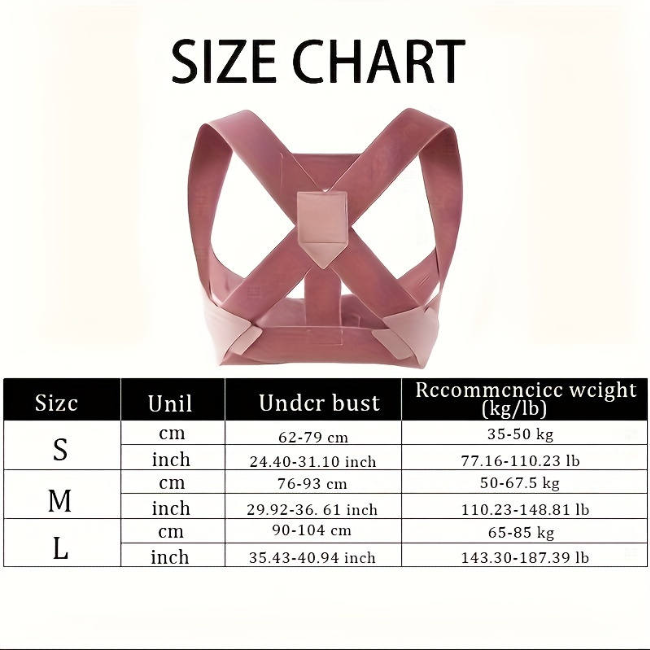 SIZE CHART
Sizc Unil Undcr bust Rccommcncicc wcight (kg/lb)
S cm 62-79 cm 35-50 kg
inch 24.40-31.10 inch 77.16-110.23 lb
M cm 76-93 cm 50-67.5 kg
inch 29.92-36. 61 inch 110.23-148.81 lb
L cm 90-104 cm 65-85 kg
inch 35.43-40.94 inch 143.30-187.39 lb